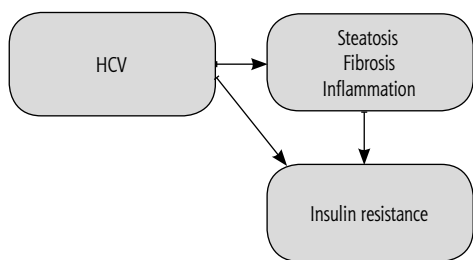 HCV
Steatosis
Fibrosis
Inflammation
Insulin resistance